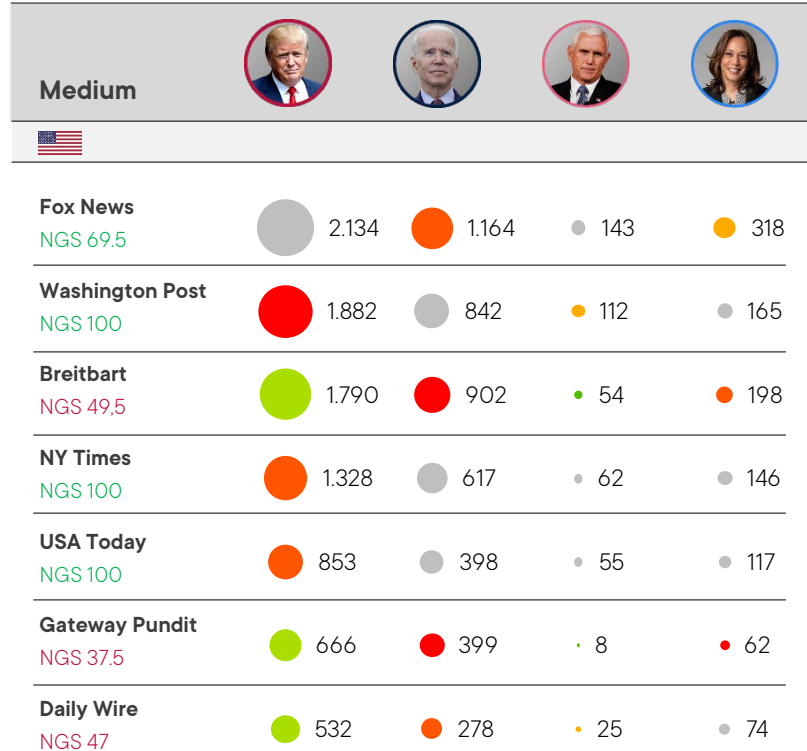 Medium
Fox News
NGS 69.5
2.134 1.164 143 318
Washington Post
NGS 100
1.882 842 112 165
Breitbart
NGS 49,5
1.790 902 54 198
NY Times
NGS 100
1.328 617 62 146
USA Today
NGS 100
853 398 55 117
Gateway Pundit
NGS 37.5
666 399 8 62
Daily Wire
NGS 47
532 278 25 74